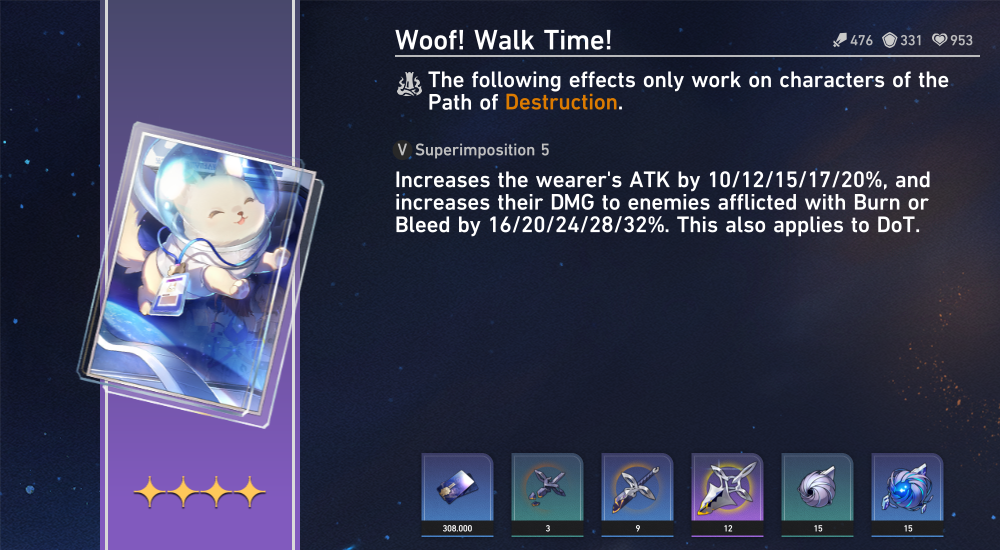 Woof! Walk Time!
476 331 953
The following effects only work on characters of the
Path of Destruction.
V Superimposition 5
Increases the wearer's ATK by 10/12/15/17/20%, and
increases their DMG to enemies afflicted with Burn or
Bleed by 16/20/24/28/32%. This also applies to DoT.
308.000 3 9 12 15 15